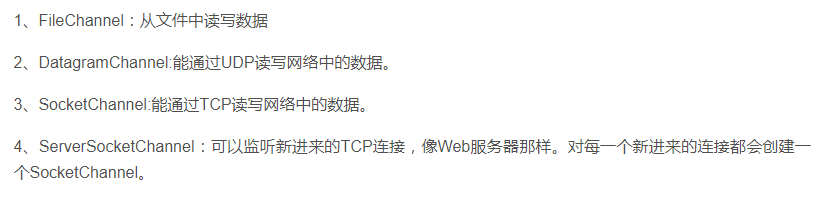 1、FileChannel：从文件中读写数据
2、DatagramChannel:能通过UDP读写网络中的数据。
3、SocketChannel:能通过TCP读写网络中的数据。
4、ServerSocketChannel：可以监听新进来的TCP连接，像Web服务器那样。对每一个新进来的连接都会创建一
个SocketChannel。